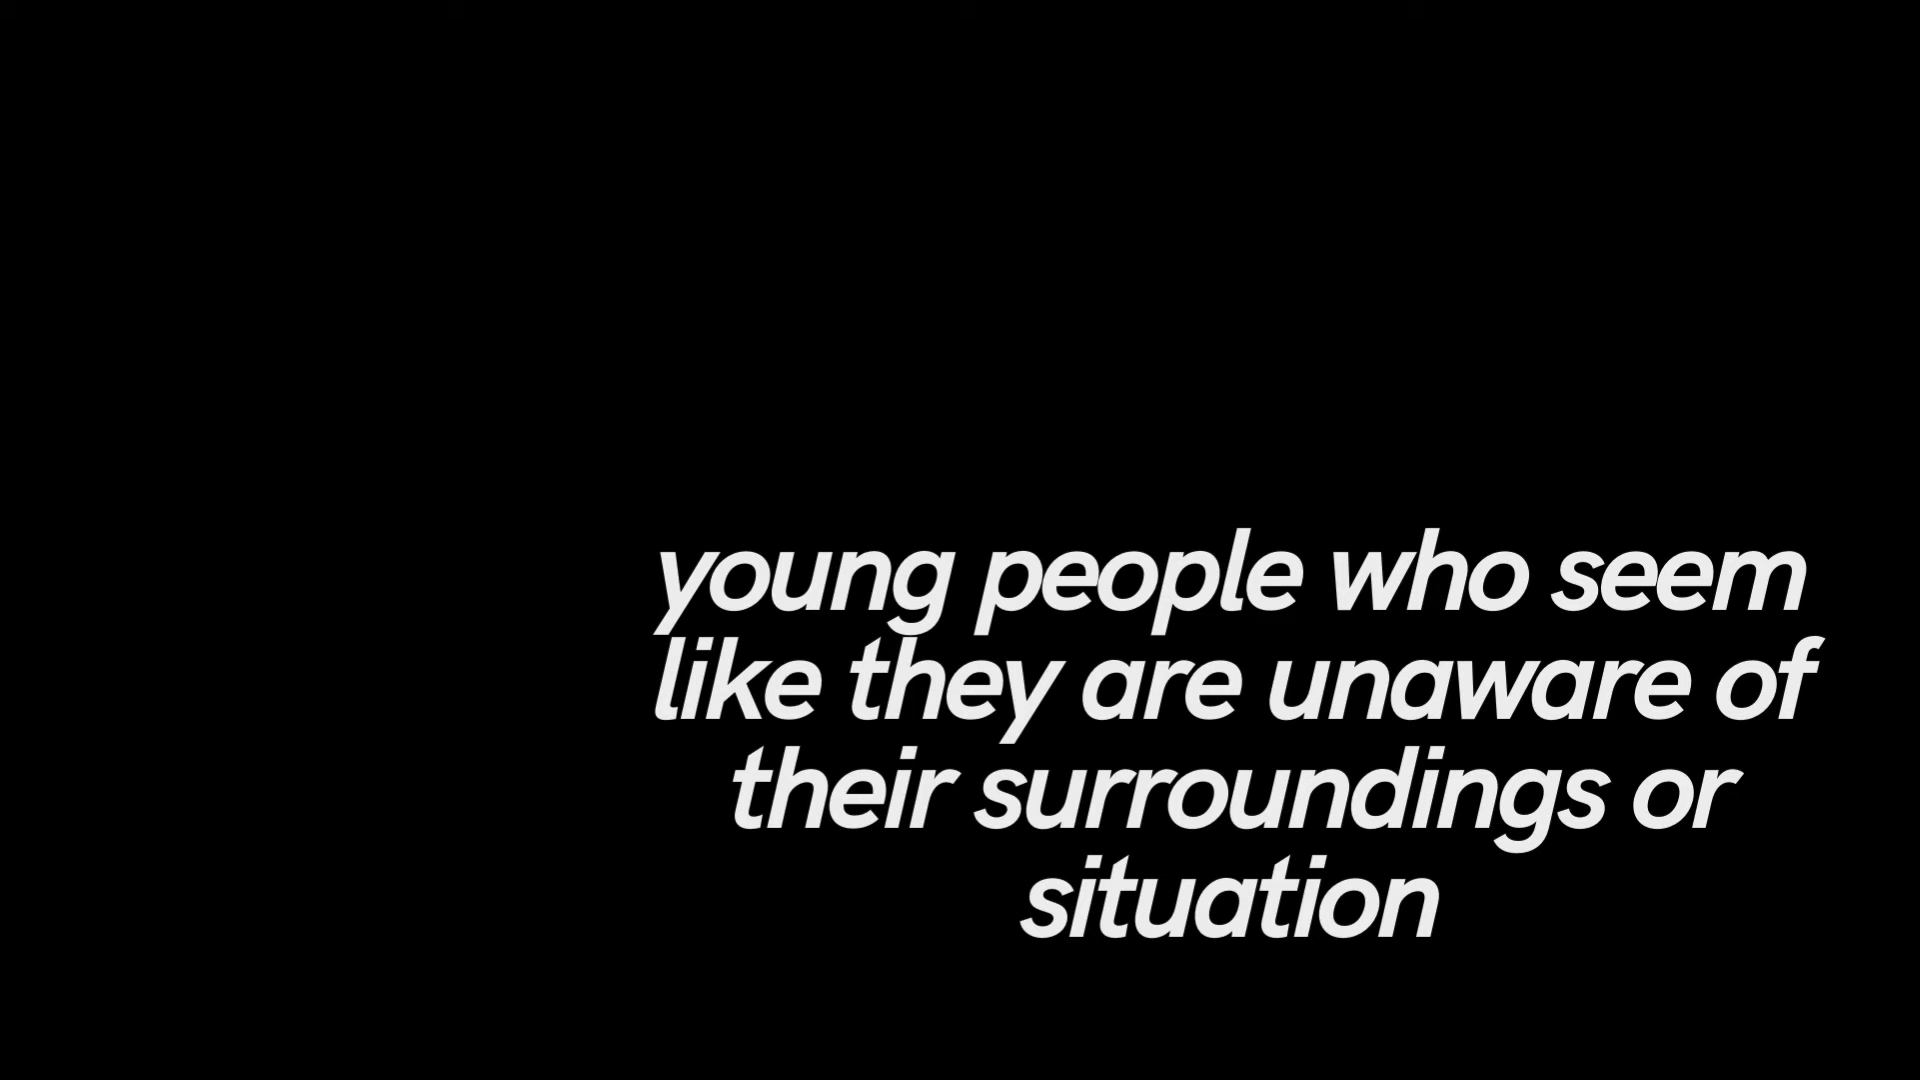 young people who seem
like they are unaware of
their surroundings or
situation